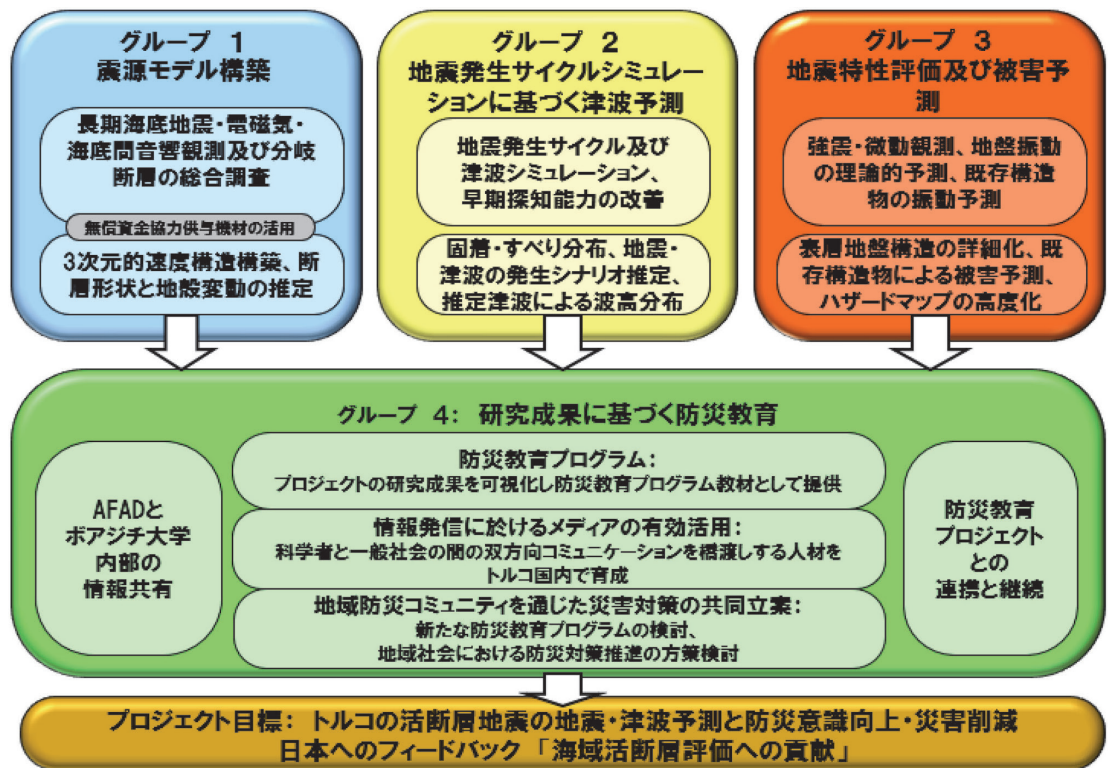 グループ 1
震源モデル構築
長期海底地震・電磁気・
海底間音響観測及び分岐
断層の総合調査
無償資金協力供与機材の活用
3次元的速度構造構築、断
層形状と地殻変動の推定
グループ 2
地震発生サイクルシミュレー
ションに基づく津波予測
地震発生サイクル及び
津波シミュレーション、
早期探知能力の改善
固着・すべり分布、地震・
津波の発生シナリオ推定、
推定津波による波高分布
グループ 3
地震特性評価及び被害予
測
強震・微動観測、地盤振動
の理論的予測、既存構造
物の振動予測
表層地盤構造の詳細化、既
存構造物による被害予測、
ハザードマップの高度化
グループ 4: 研究成果に基づく防災教育
AFADと
ボアジチ大学
内部の
情報共有
防災教育プログラム:
プロジェクトの研究成果を可視化し防災教育プログラム教材として提供
情報発信に於けるメディアの有効活用:
科学者と一般社会の間の双方向コミュニケーションを橋渡しする人材を
トルコ国内で育成
地域防災コミュニティを通じた災害対策の共同立案:
新たな防災教育プログラムの検討、
地域社会における防災対策推進の方策検討
防災教育
プロジェクト
との
連携と継続
プロジェクト目標: トルコの活断層地震の地震・津波予測と防災意識向上・災害削減
日本へのフィードバック 「海域活断層評価への貢献」